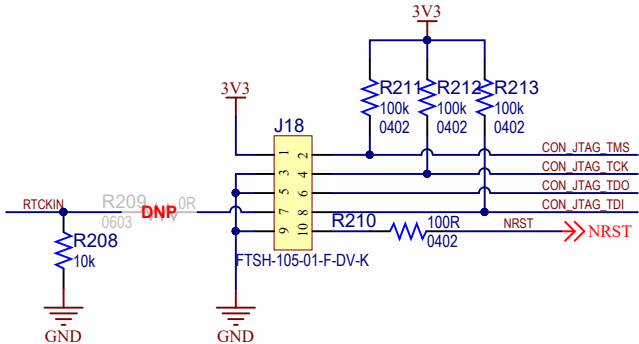 3V3
3V3
R211
100k
0402
R212
100k
0402
R213
100k
0402
J18
1
2
3
4
5
6
7
8
9
10
CON_JTAG_TMS
CON_JTAG_TCK
CON_JTAG_TDO
CON_JTAG_TDI
RTCKIN
R209
0R
DNP
0603
R208
10k
R210
100R
0402
NRST
NRST
FTSH-105-01-F-DV-K
GND
GND